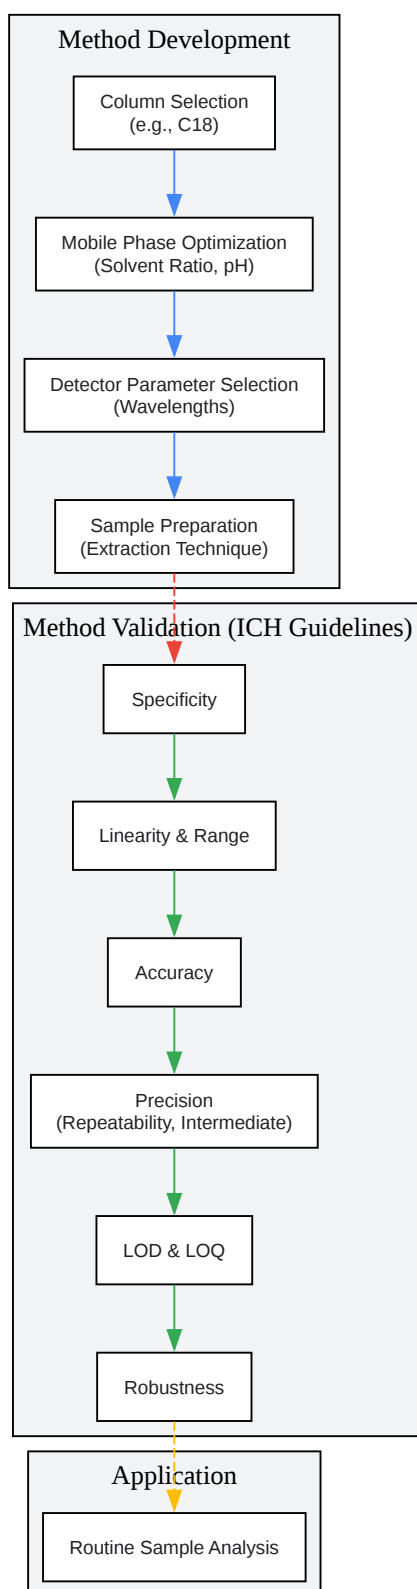 Method Development
Column Selection
(e.g., C18)
Mobile Phase Optimization
(Solvent Ratio, pH)
Detector Parameter Selection
(Wavelengths)
Sample Preparation
(Extraction Technique)
Method Validation (ICH Guidelines)
Specificity
Linearity & Range
Accuracy
Precision
(Repeatability, Intermediate)
LOD & LOQ
Robustness
Application
Routine Sample Analysis